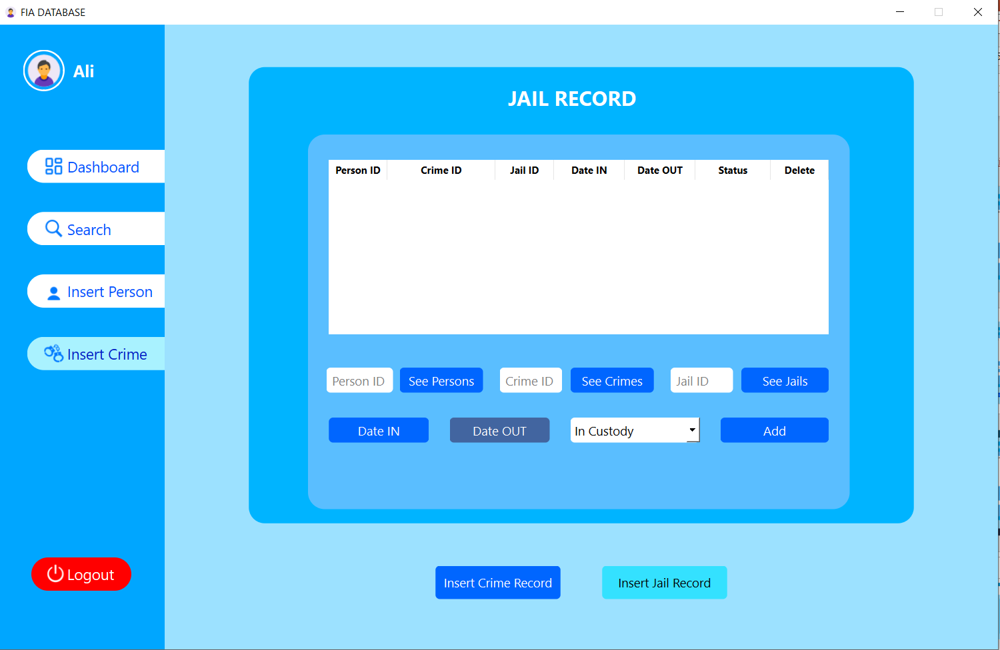 FIA DATABASE
Ali
Dashboard
Search
Insert Person
Insert Crime
Logout
JAIL RECORD
Person ID Crime ID Jail ID Date IN Date OUT Status Delete
Person ID See Persons Crime ID See Crimes Jail ID See Jails
Date IN Date OUT In Custody Add
Insert Crime Record Insert Jail Record